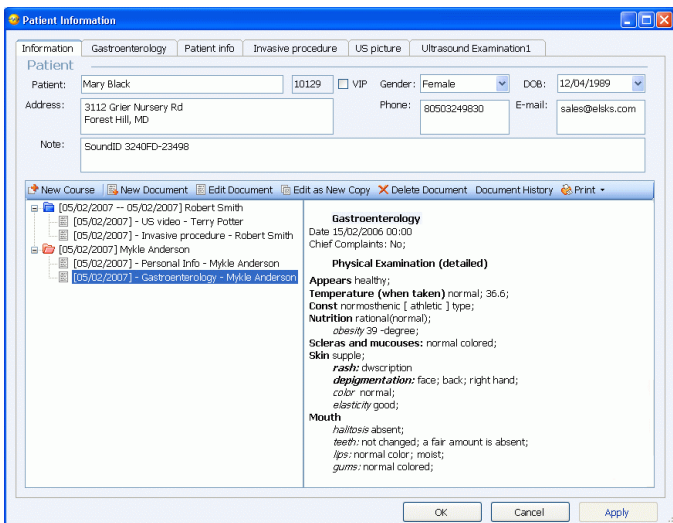 Patient Information
Information Gastroenterology Patient info Invasive procedure US picture Ultrasound Examination1
Patient
Patient: Mary Black 10129 VIP Gender: Female DOB: 12/04/1989
Address: 3112 Grier Nursery Rd
Forest Hill, MD
Phone: 80503249830 E-mail: sales@elsks.com
Note: SoundID 3240FD-23498
New Course New Document Edit Document Edit as New Copy Delete Document Document History Print
[05/02/2007 -- 05/02/2007] Robert Smith
[05/02/2007] - US video - Terry Potter
[05/02/2007] - Invasive procedure - Robert Smith
[05/02/2007] Mykle Anderson
[05/02/2007] - Personal Info - Mykle Anderson
[05/02/2007] - Gastroenterology - Mykle Anderson
Gastroenterology
Date 15/02/2006 00:00
Chief Complaints: No;
Physical Examination (detailed)
Appears healthy;
Temperature (when taken) normal; 36.6;
Const normosthenic [ athletic ] type;
Nutrition rational(normal);
obesity 39 -degree;
Scleras and mucouses: normal colored;
Skin supple;
rash: dwscription
depigmentation: face; back; right hand;
color normal;
elasticity good;
Mouth
halitosis absent;
teeth: not changed; a fair amount is absent;
lips: normal color; moist;
gums: normal colored;
OK Cancel Apply